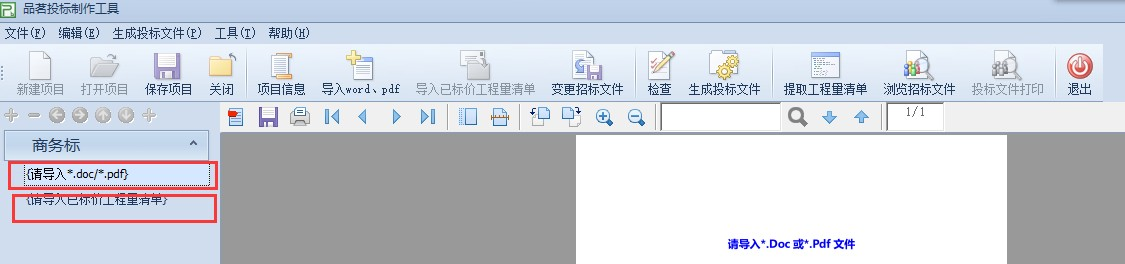 品茗投标制作工具
文件(F) 编辑(E) 生成投标文件(P) 工具(T) 帮助(H)
新建项目 打开项目 保存项目 关闭 项目信息 导入word、pdf 导入已标价工程量清单 变更招标文件 检查 生成投标文件 提取工程量清单 浏览招标文件 投标文件打印 退出
1/1
商务标
{请导入*.doc/*.pdf}
{请导入已标价工程量清单}
请导入*.Doc 或*.Pdf 文件